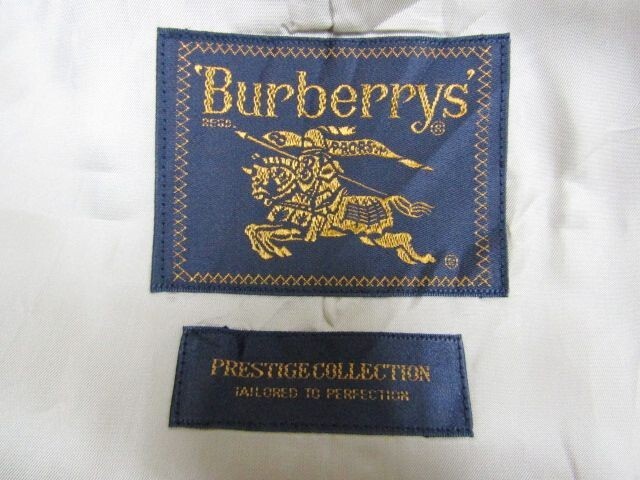 'Burberrys'®
REGD.
PRORSUM
®
PRESTIGE COLLECTION
TAILORED TO PERFECTION